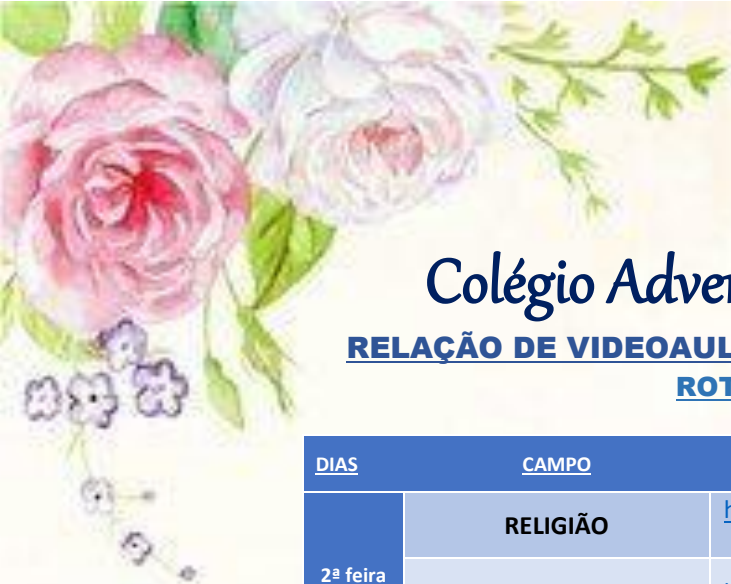 Colégio Adve
RELAÇÃO DE VIDEOAUL
ROT
DIAS CAMPO
RELIGIÃO
h
2ª feira